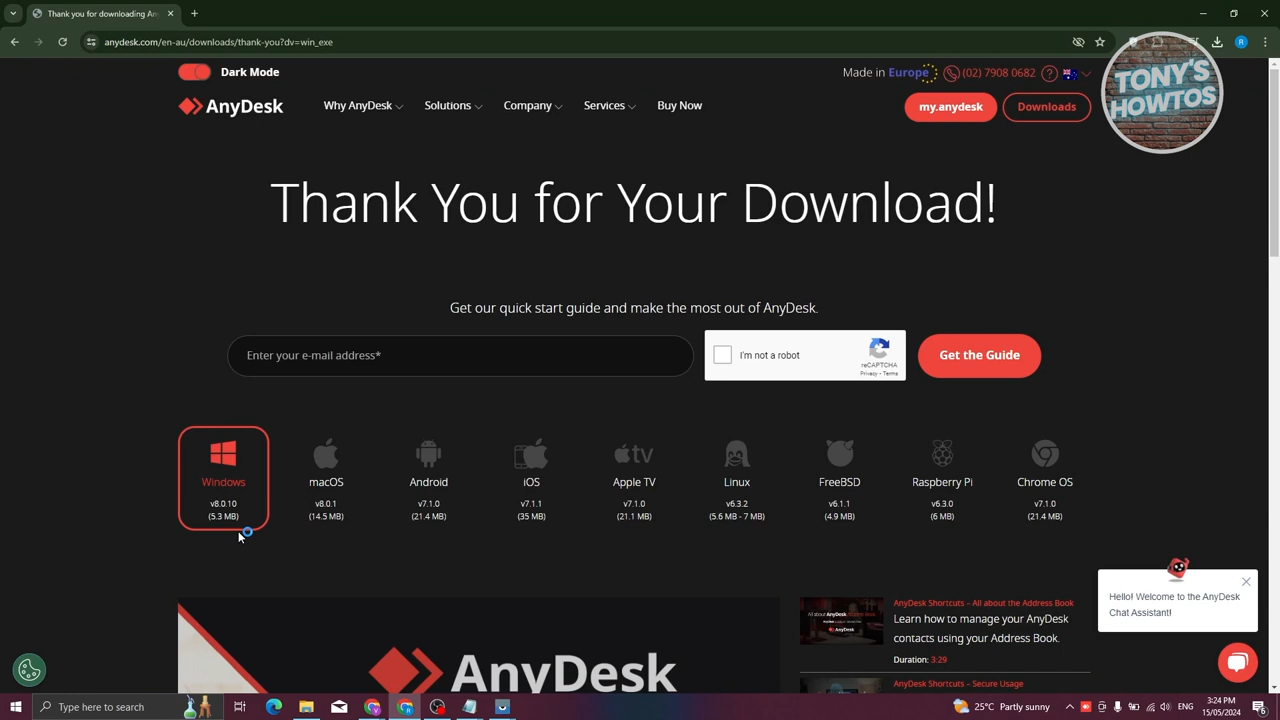 Thank you for downloading An
anydesk.com/en-au/downloads/thank-you?dv=win_exe
R
TONY'S
HOWTOS
Dark Mode
Made in Europe
(02) 7908 0682
AnyDesk
Why AnyDesk
Solutions
Company
Services
Buy Now
my.anydesk
Downloads
Thank You for Your Download!
Get our quick start guide and make the most out of AnyDesk.
Enter your e-mail address*
I'm not a robot
reCAPTCHA
Privacy - Terms
Get the Guide
Windows
v8.0.10
(5.3 MB)
macOS
v8.0.1
(14.5 MB)
Android
v7.1.0
(21.4 MB)
iOS
v7.1.1
(35 MB)
tv
Apple TV
v7.1.0
(21.1 MB)
Linux
v6.3.2
(5.6 MB - 7 MB)
FreeBSD
v6.1.1
(4.9 MB)
Raspberry Pi
v6.3.0
(6 MB)
Chrome OS
v7.1.0
(21.4 MB)
AnyDesk
AnyDesk Shortcuts – All about the Address Book
Learn how to manage your AnyDesk
contacts using your Address Book.
Duration: 3:29
AnyDesk Shortcuts – Secure Usage
Hello! Welcome to the AnyDesk
Chat Assistant!
Type here to search
25°C Partly sunny
ENG
3:24 PM
15/05/2024
6